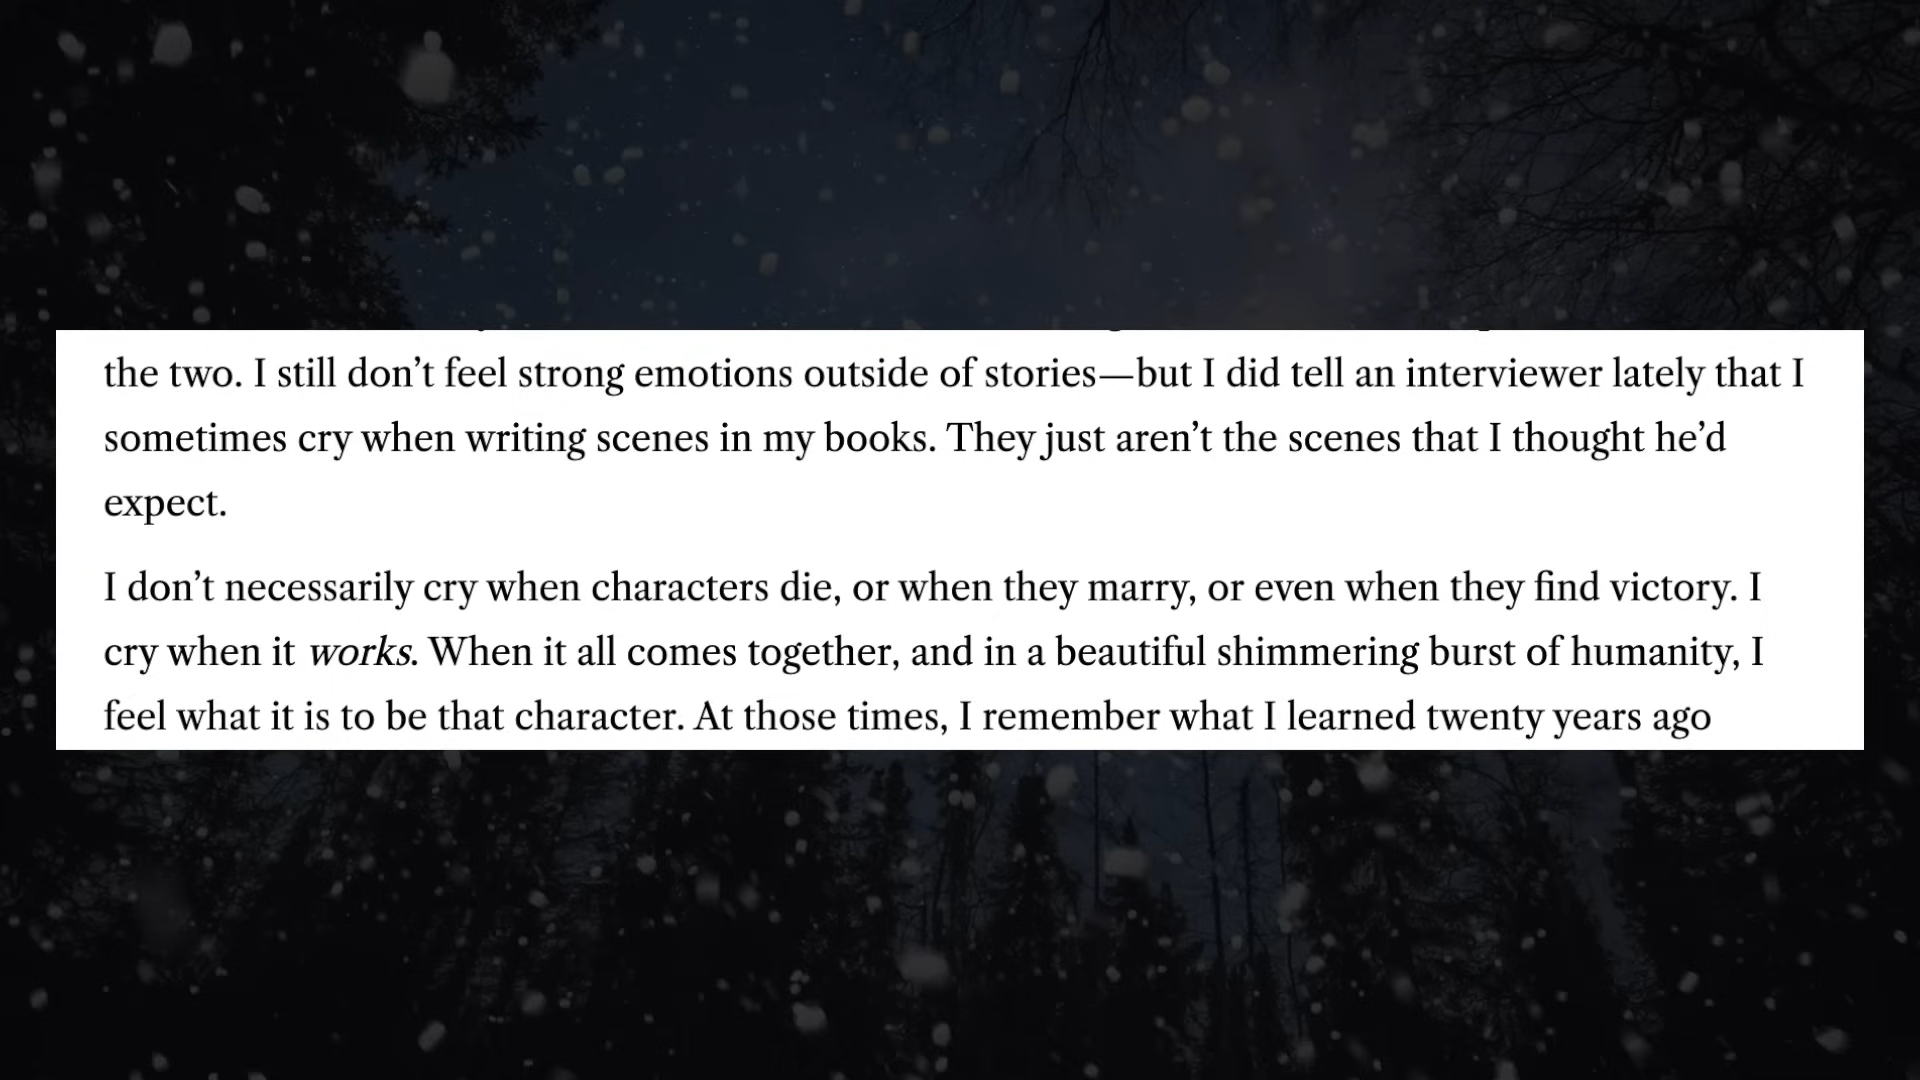 the two. I still don’t feel strong emotions outside of stories—but I did tell an interviewer lately that I
sometimes cry when writing scenes in my books. They just aren’t the scenes that I thought he’d
expect.
I don’t necessarily cry when characters die, or when they marry, or even when they find victory. I
cry when it works. When it all comes together, and in a beautiful shimmering burst of humanity, I
feel what it is to be that character. At those times, I remember what I learned twenty years ago